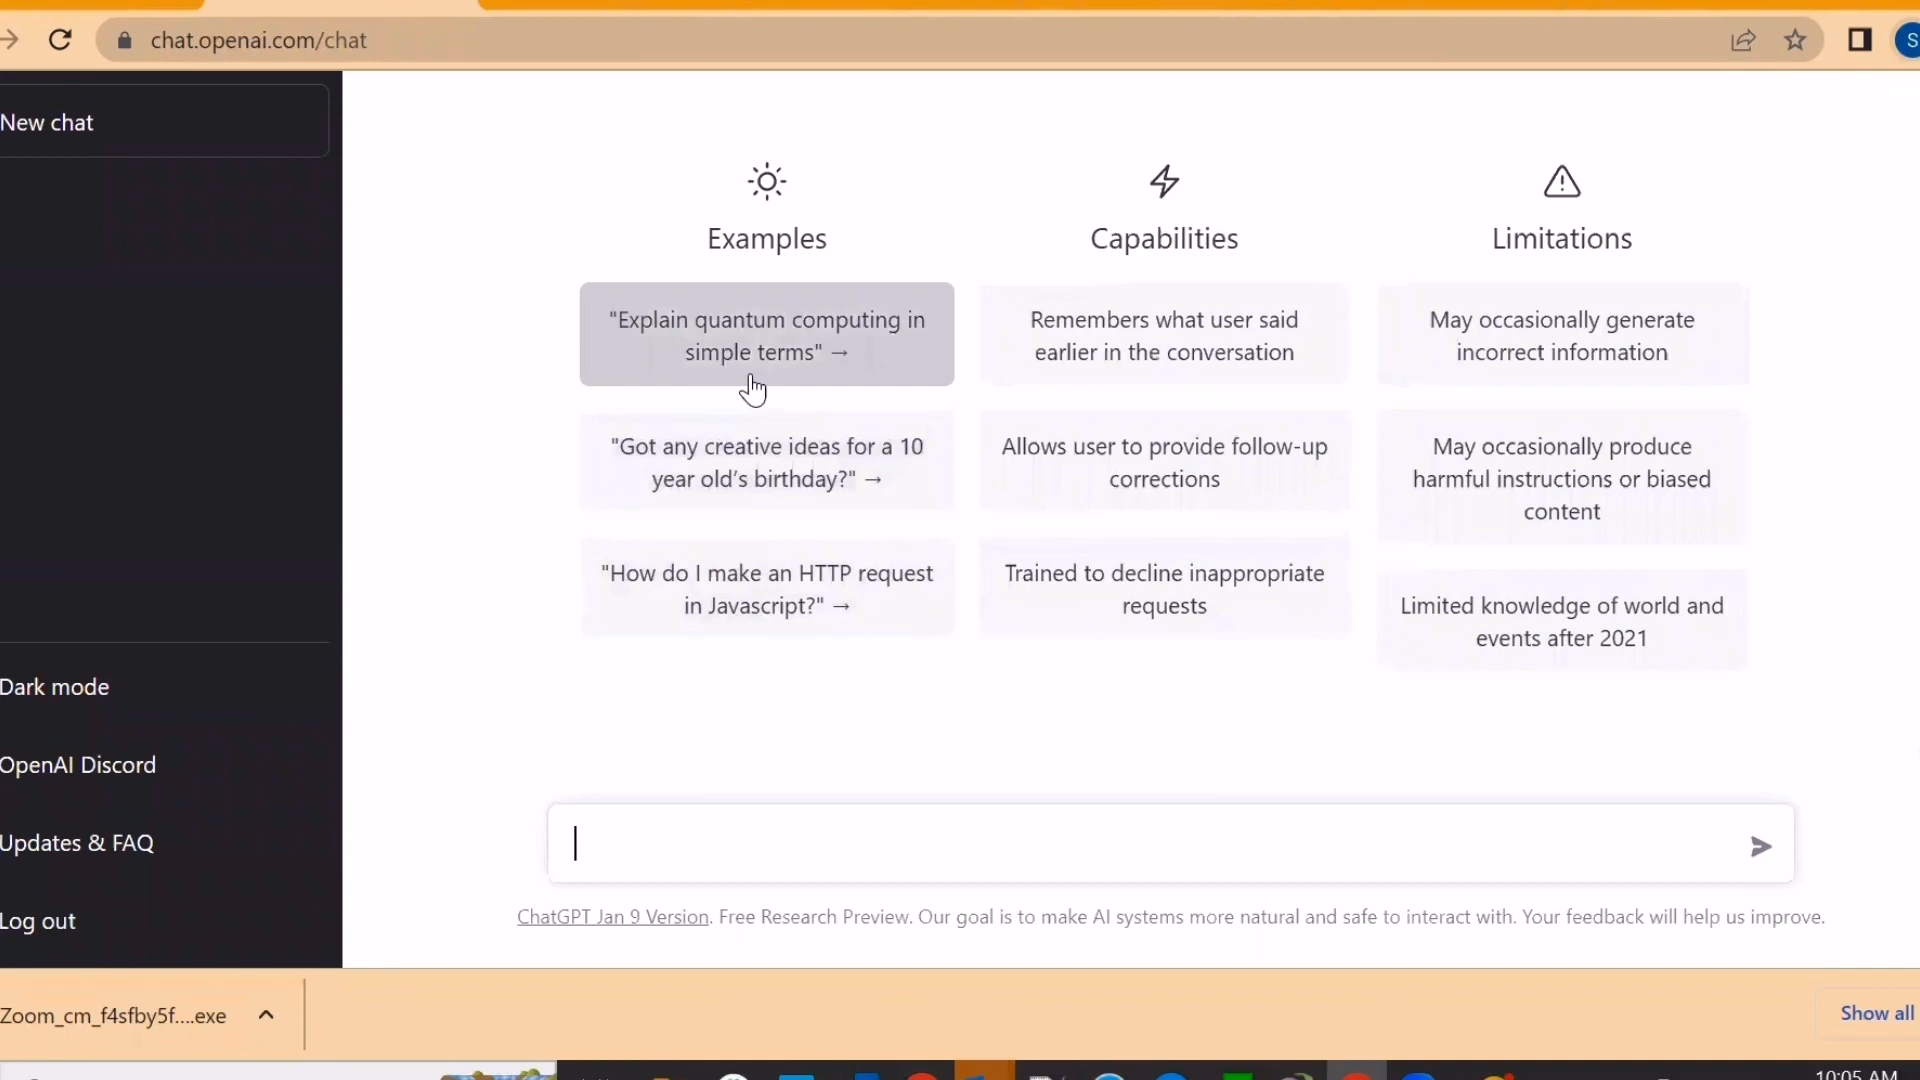 chat.openai.com/chat
S
New chat
Examples
Capabilities
Limitations
"Explain quantum computing in
simple terms" →
Remembers what user said
earlier in the conversation
May occasionally generate
incorrect information
"Got any creative ideas for a 10
year old's birthday?" →
Allows user to provide follow-up
corrections
May occasionally produce
harmful instructions or biased
content
"How do I make an HTTP request
in Javascript?" →
Trained to decline inappropriate
requests
Limited knowledge of world and
events after 2021
Dark mode
OpenAI Discord
Updates & FAQ
Log out
ChatGPT Jan 9 Version. Free Research Preview. Our goal is to make AI systems more natural and safe to interact with. Your feedback will help us improve.
Zoom_cm_f4sfby5f....exe
Show all
10:05 AM